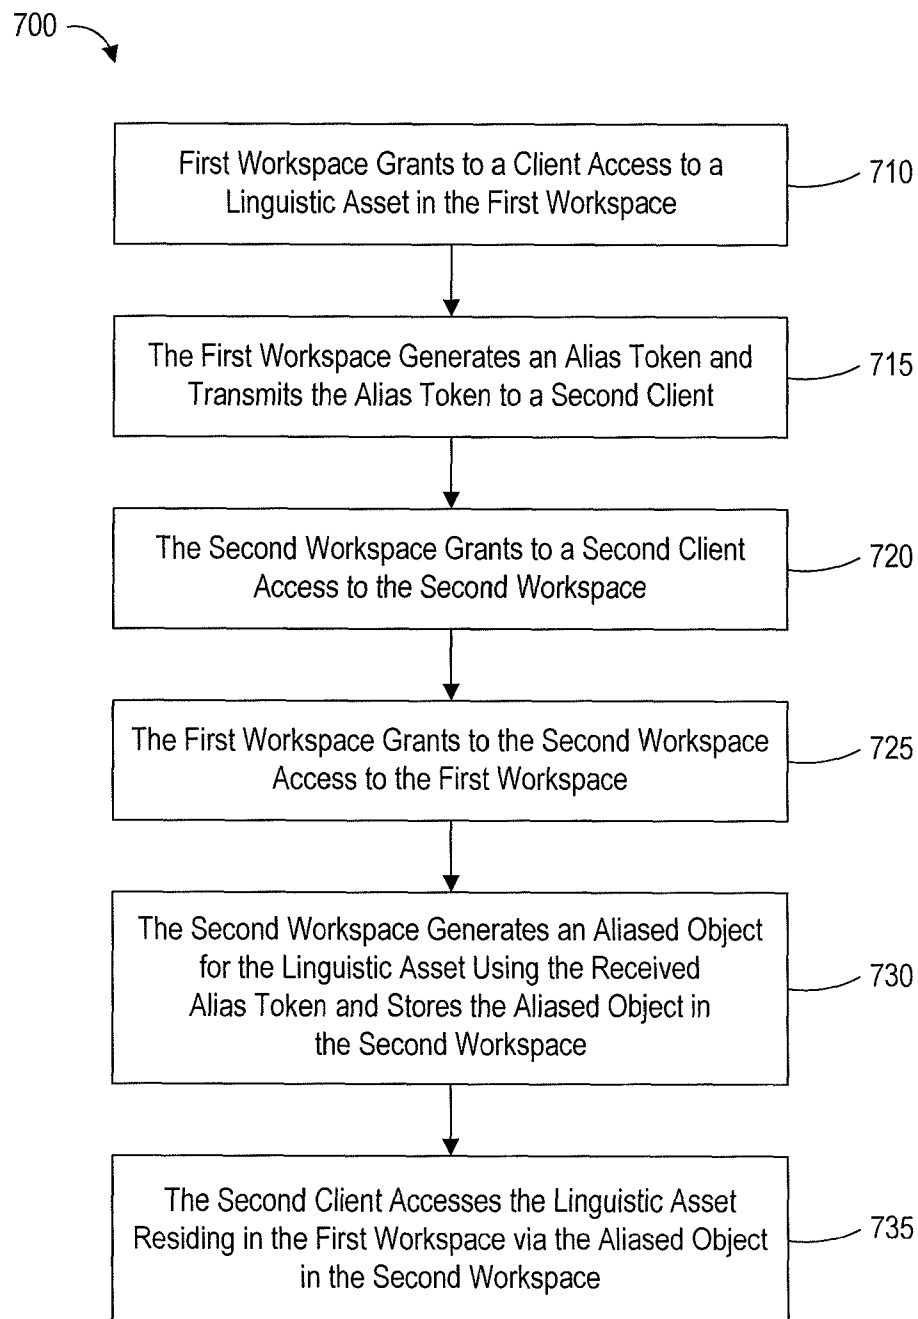 700
First Workspace Grants to a Client Access to a
Linguistic Asset in the First Workspace
710
The First Workspace Generates an Alias Token and
Transmits the Alias Token to a Second Client
715
The Second Workspace Grants to a Second Client
Access to the Second Workspace
720
The First Workspace Grants to the Second Workspace
Access to the First Workspace
725
The Second Workspace Generates an Aliased Object
for the Linguistic Asset Using the Received
Alias Token and Stores the Aliased Object in
the Second Workspace
730
The Second Client Accesses the Linguistic Asset
Residing in the First Workspace via the Aliased Object
in the Second Workspace
735